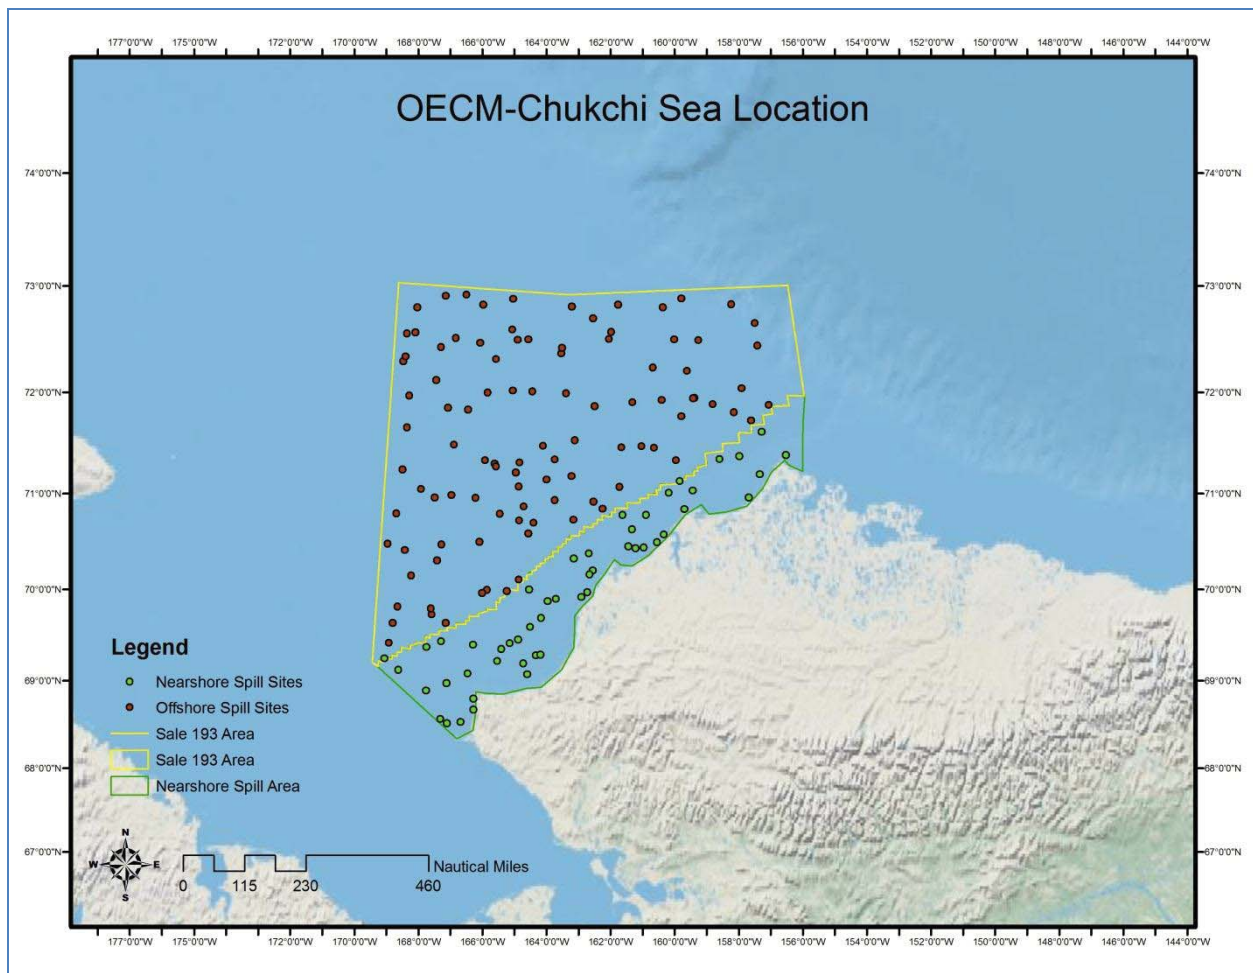 177°0'0"W 175°0'0"W 172°0'0"W 170°0'0"W 168°0'0"W 166°0'0"W 164°0'0"W 162°0'0"W 160°0'0"W 158°0'0"W 156°0'0"W 154°0'0"W 152°0'0"W 150°0'0"W 148°0'0"W 146°0'0"W 144°0'0"W
OECM-Chukchi Sea Location
74°0'0"N 74°0'0"N
73°0'0"N 73°0'0"N
72°0'0"N 72°0'0"N
71°0'0"N 71°0'0"N
70°0'0"N 70°0'0"N
Legend
69°0'0"N 69°0'0"N
Nearshore Spill Sites
Offshore Spill Sites
Sale 193 Area
Sale 193 Area
68°0'0"N 68°0'0"N
Nearshore Spill Area
67°0'0"N 67°0'0"N
N
W E
S
Nautical Miles
0 115 230 460
177°0'0"W 175°0'0"W 172°0'0"W 170°0'0"W 168°0'0"W 166°0'0"W 164°0'0"W 162°0'0"W 160°0'0"W 158°0'0"W 156°0'0"W 154°0'0"W 152°0'0"W 150°0'0"W 148°0'0"W 146°0'0"W 144°0'0"W